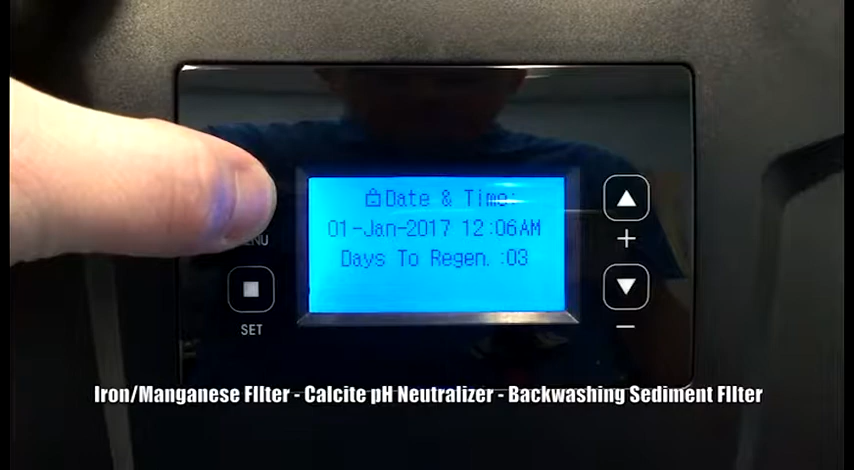 Date & Time:
01-Jan-2017 12:06AM
Days To Regen. :03
+
SET
−
Iron/Manganese FIlter - Calcite pH Neutralizer - Backwashing Sediment FIlter